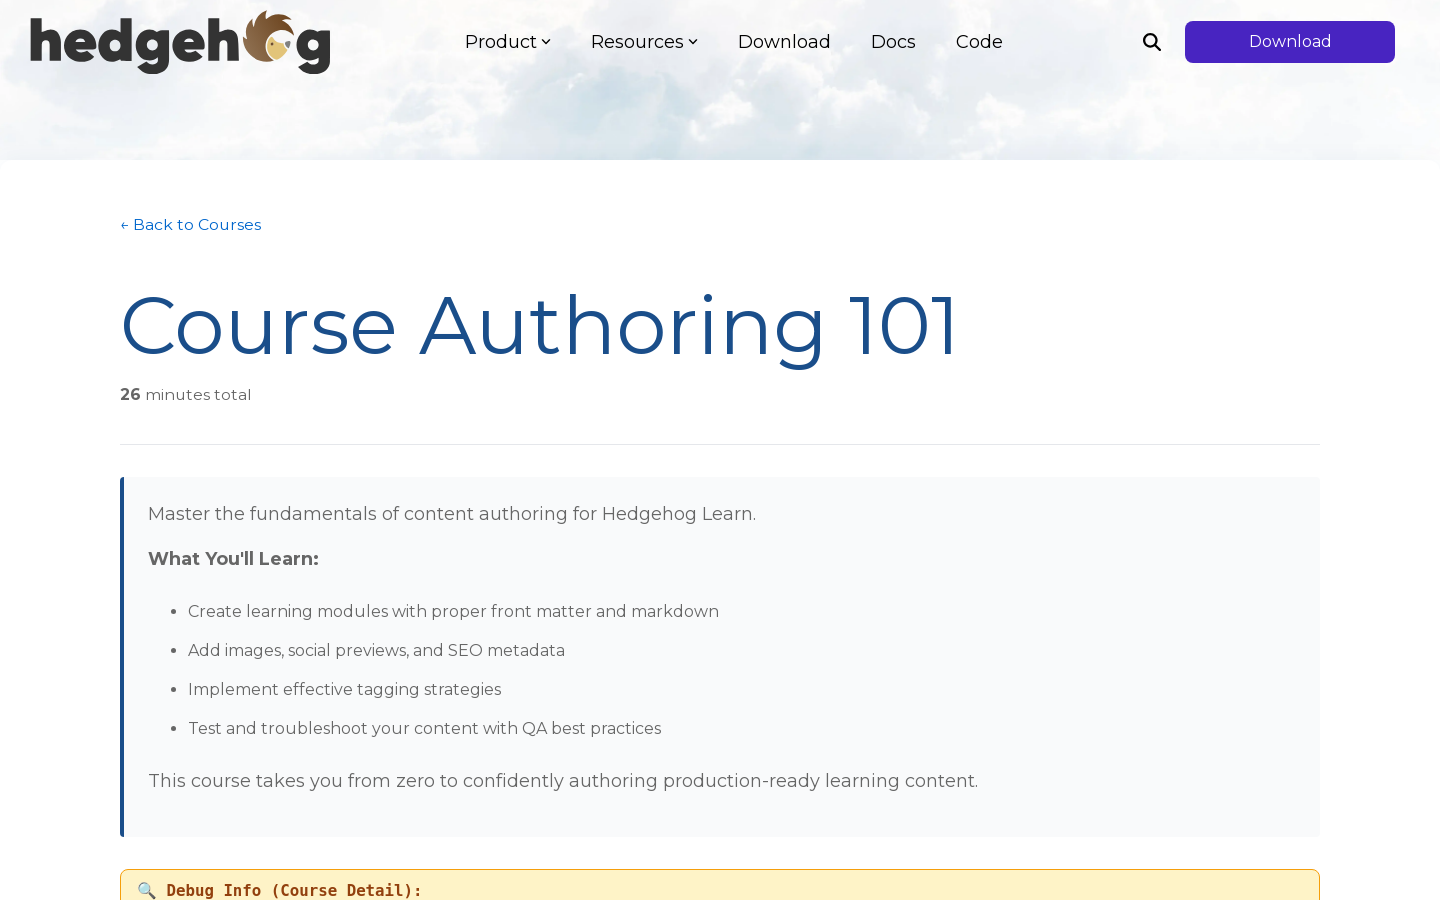 hedgehog
Product
Resources
Download
Docs
Code
Download
← Back to Courses
Course Authoring 101
26 minutes total
Master the fundamentals of content authoring for Hedgehog Learn.
What You'll Learn:
• Create learning modules with proper front matter and markdown
• Add images, social previews, and SEO metadata
• Implement effective tagging strategies
• Test and troubleshoot your content with QA best practices
This course takes you from zero to confidently authoring production-ready learning content.
🔍 Debug Info (Course Detail):